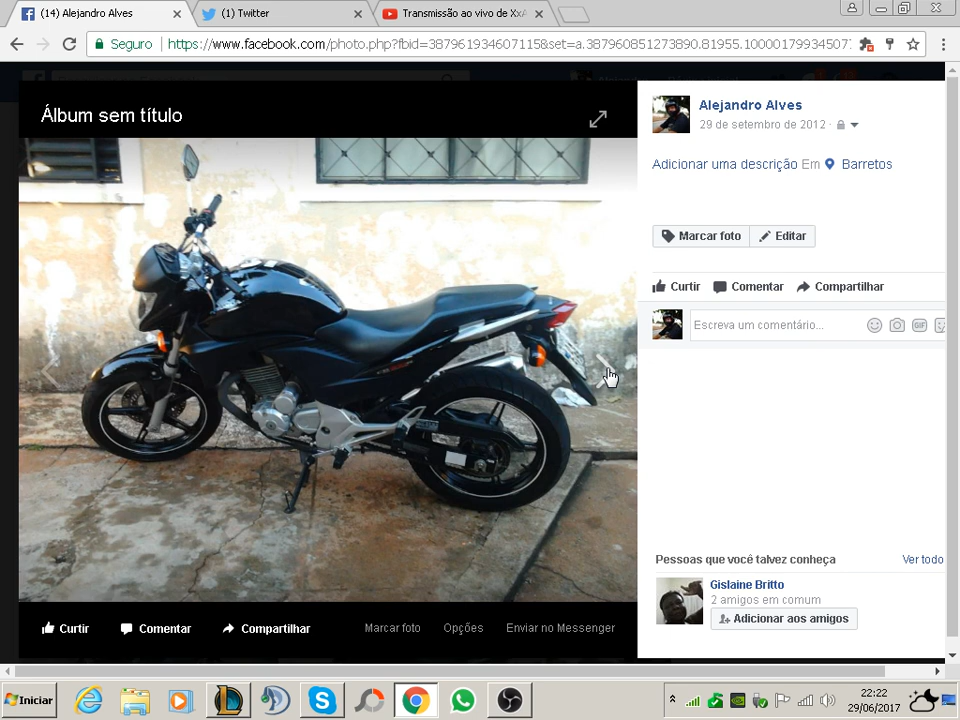 (14) Alejandro Alves
(1) Twitter
Transmissão ao vivo de XxA
Seguro
https://www.facebook.com/photo.php?fbid=387961934607115&set=a.387960851273890.81955.10000179934507
Álbum sem título
Alejandro Alves
29 de setembro de 2012
Adicionar uma descrição Em Barretos
Marcar foto
Editar
Curtir
Comentar
Compartilhar
Escreva um comentário...
GIF
Pessoas que você talvez conheça
Ver todo
Gislaine Britto
2 amigos em comum
Adicionar aos amigos
Curtir
Comentar
Compartilhar
Marcar foto
Opções
Enviar no Messenger
Iniciar
22:22
29/06/2017